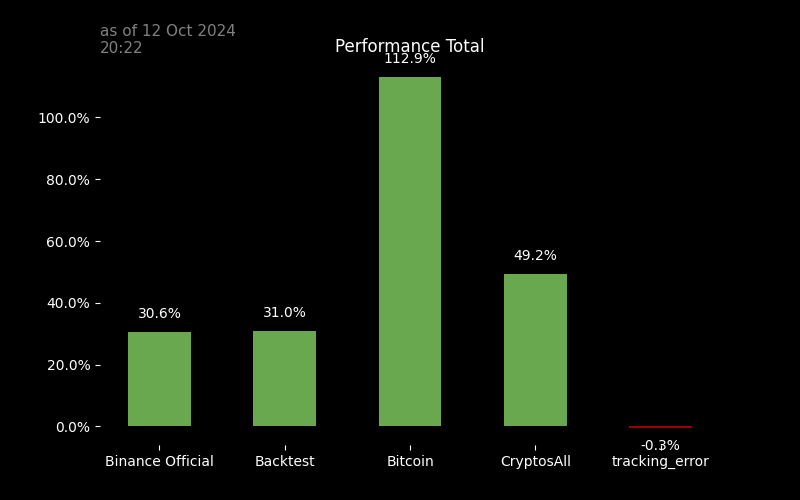 as of 12 Oct 2024
20:22
Performance Total
112.9%
100.0%
80.0%
60.0%
49.2%
40.0%
30.6%
31.0%
20.0%
0.0%
-0.3%
Binance Official
Backtest
Bitcoin
CryptosAll
tracking_error